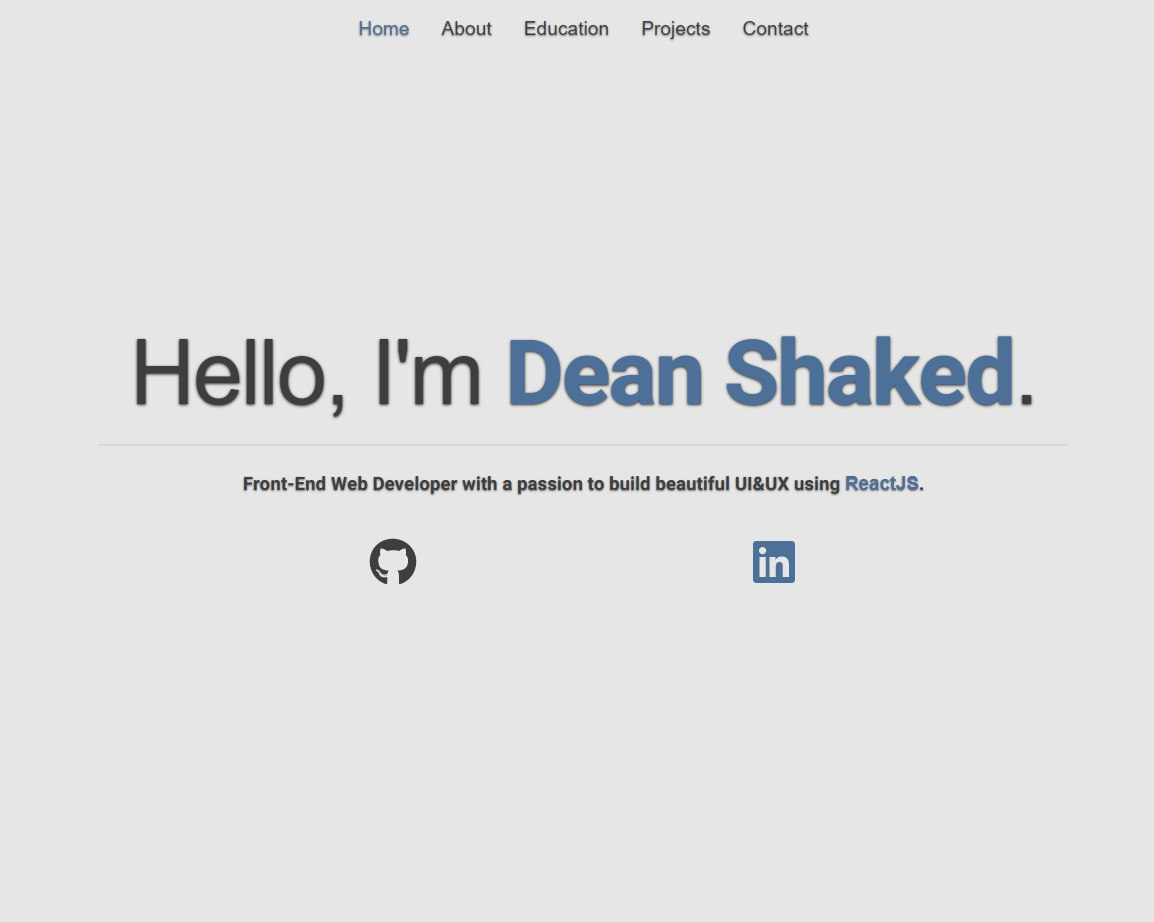 Home About Education Projects Contact
Hello, I'm Dean Shaked.
Front-End Web Developer with a passion to build beautiful UI&UX using ReactJS.
in